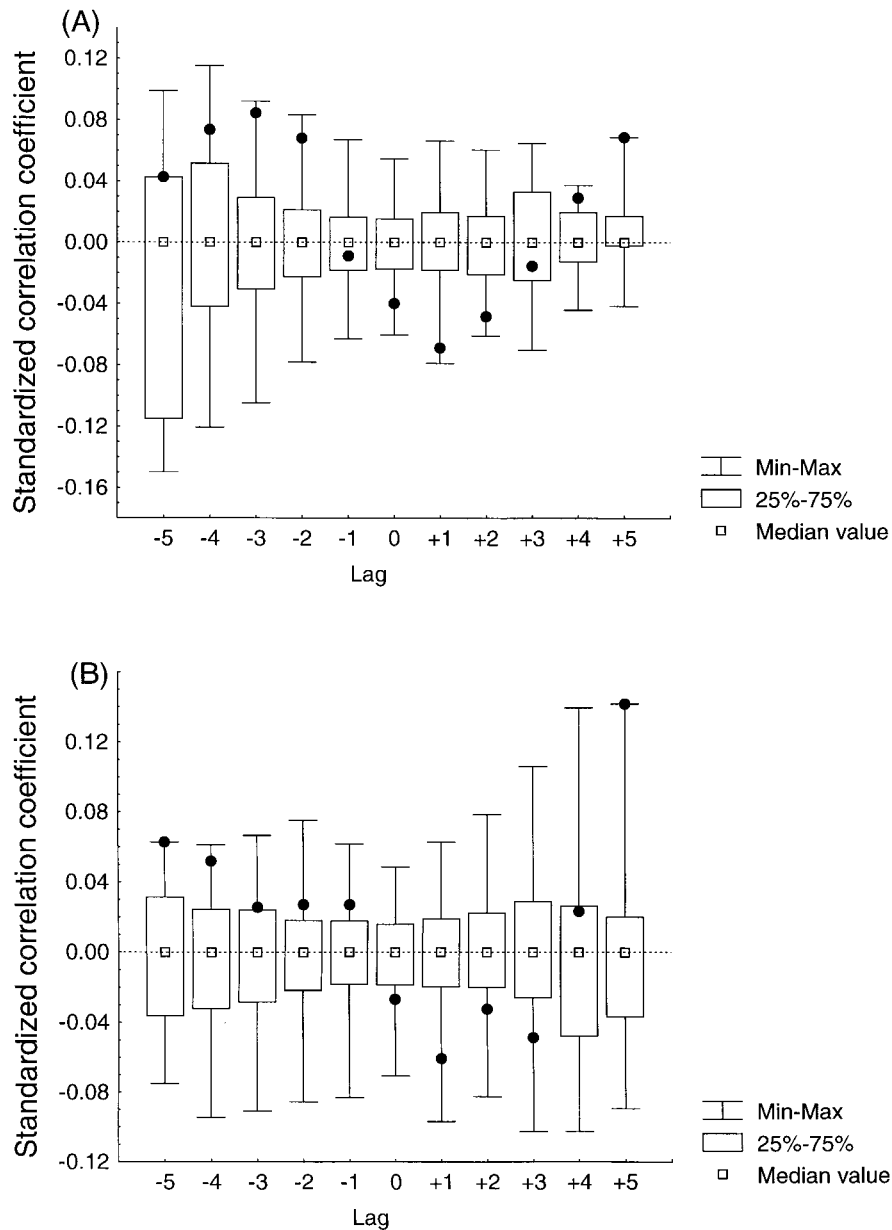 (A)
Standardized correlation coefficient
0.12
0.08
0.04
0.00
-0.04
-0.08
-0.12
-0.16
-5 -4 -3 -2 -1 0 +1 +2 +3 +4 +5
Lag
Min-Max
25%-75%
Median value
(B)
Standardized correlation coefficient
0.12
0.08
0.04
0.00
-0.04
-0.08
-0.12
-5 -4 -3 -2 -1 0 +1 +2 +3 +4 +5
Lag
Min-Max
25%-75%
Median value